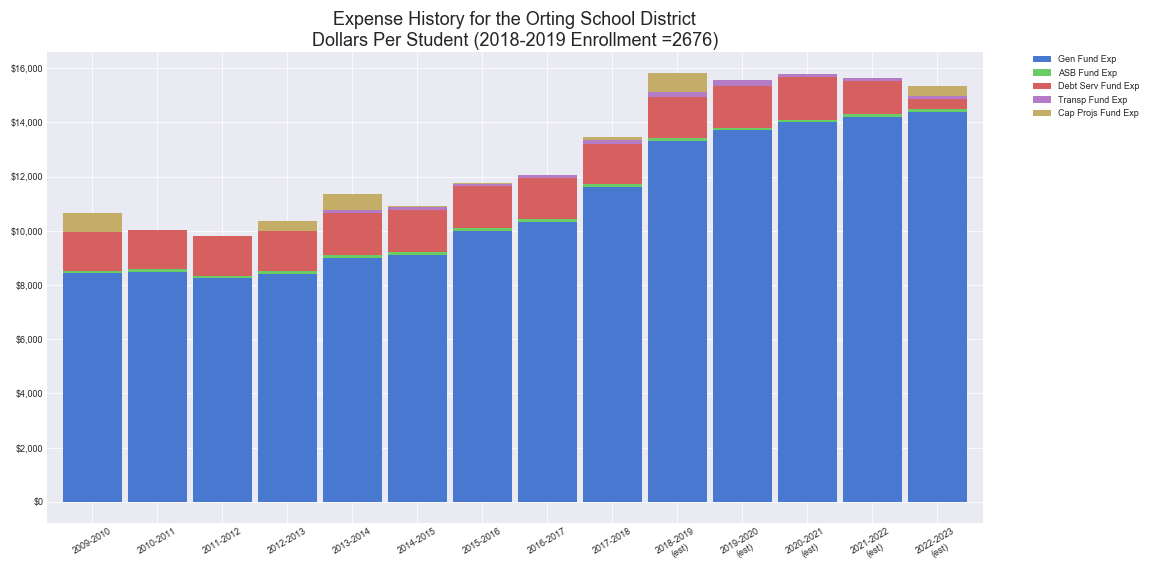 Expense History for the Orting School District
Dollars Per Student (2018-2019 Enrollment =2676)
Gen Fund Exp
ASB Fund Exp
Debt Serv Fund Exp
Transp Fund Exp
Cap Projs Fund Exp
$16,000
$14,000
$12,000
$10,000
$8,000
$6,000
$4,000
$2,000
$0
2009-2010
2010-2011
2011-2012
2012-2013
2013-2014
2014-2015
2015-2016
2016-2017
2017-2018
2018-2019
(est)
2019-2020
(est)
2020-2021
(est)
2021-2022
(est)
2022-2023
(est)